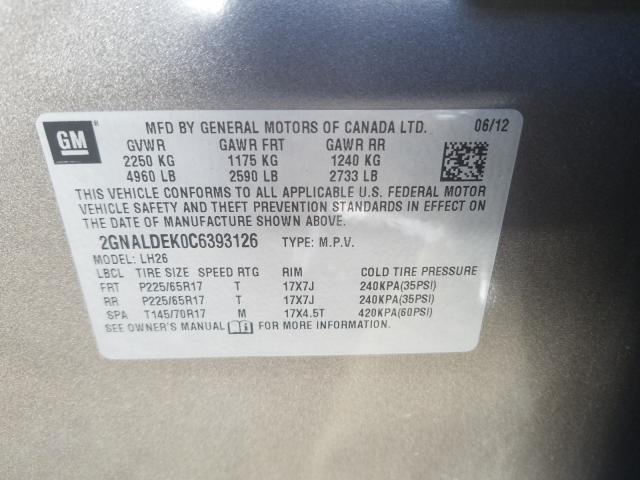 GM
MFD BY GENERAL MOTORS OF CANADA LTD. 06/12
GVWR GAWR FRT GAWR RR
2250 KG 1175 KG 1240 KG
4960 LB 2590 LB 2733 LB
THIS VEHICLE CONFORMS TO ALL APPLICABLE U.S. FEDERAL MOTOR
VEHICLE SAFETY AND THEFT PREVENTION STANDARDS IN EFFECT ON
THE DATE OF MANUFACTURE SHOWN ABOVE.
2GNALDEK0C6393126 TYPE: M.P.V.
MODEL: LH26
LBCL TIRE SIZE SPEED RTG RIM COLD TIRE PRESSURE
FRT P225/65R17 T 17X7J 240KPA(35PSI)
RR P225/65R17 T 17X7J 240KPA(35PSI)
SPA T145/70R17 M 17X4.5T 420KPA(60PSI)
SEE OWNER'S MANUAL FOR MORE INFORMATION.